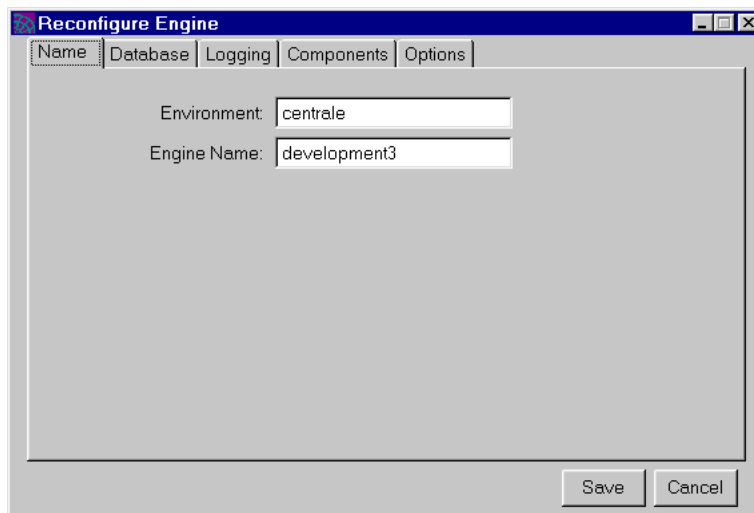 Reconfigure Engine
Name Database Logging Components Options
Environment: centrale
Engine Name: development3
Save Cancel